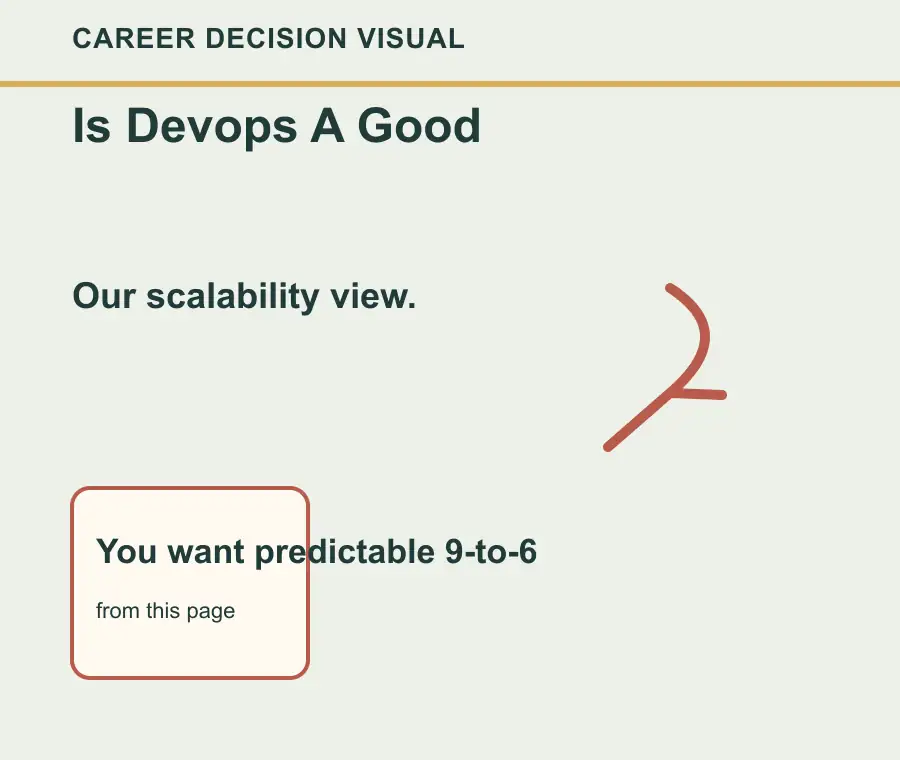 CAREER DECISION VISUAL
Is Devops A Good
Our scalability view.
You want predictable 9-to-6
from this page